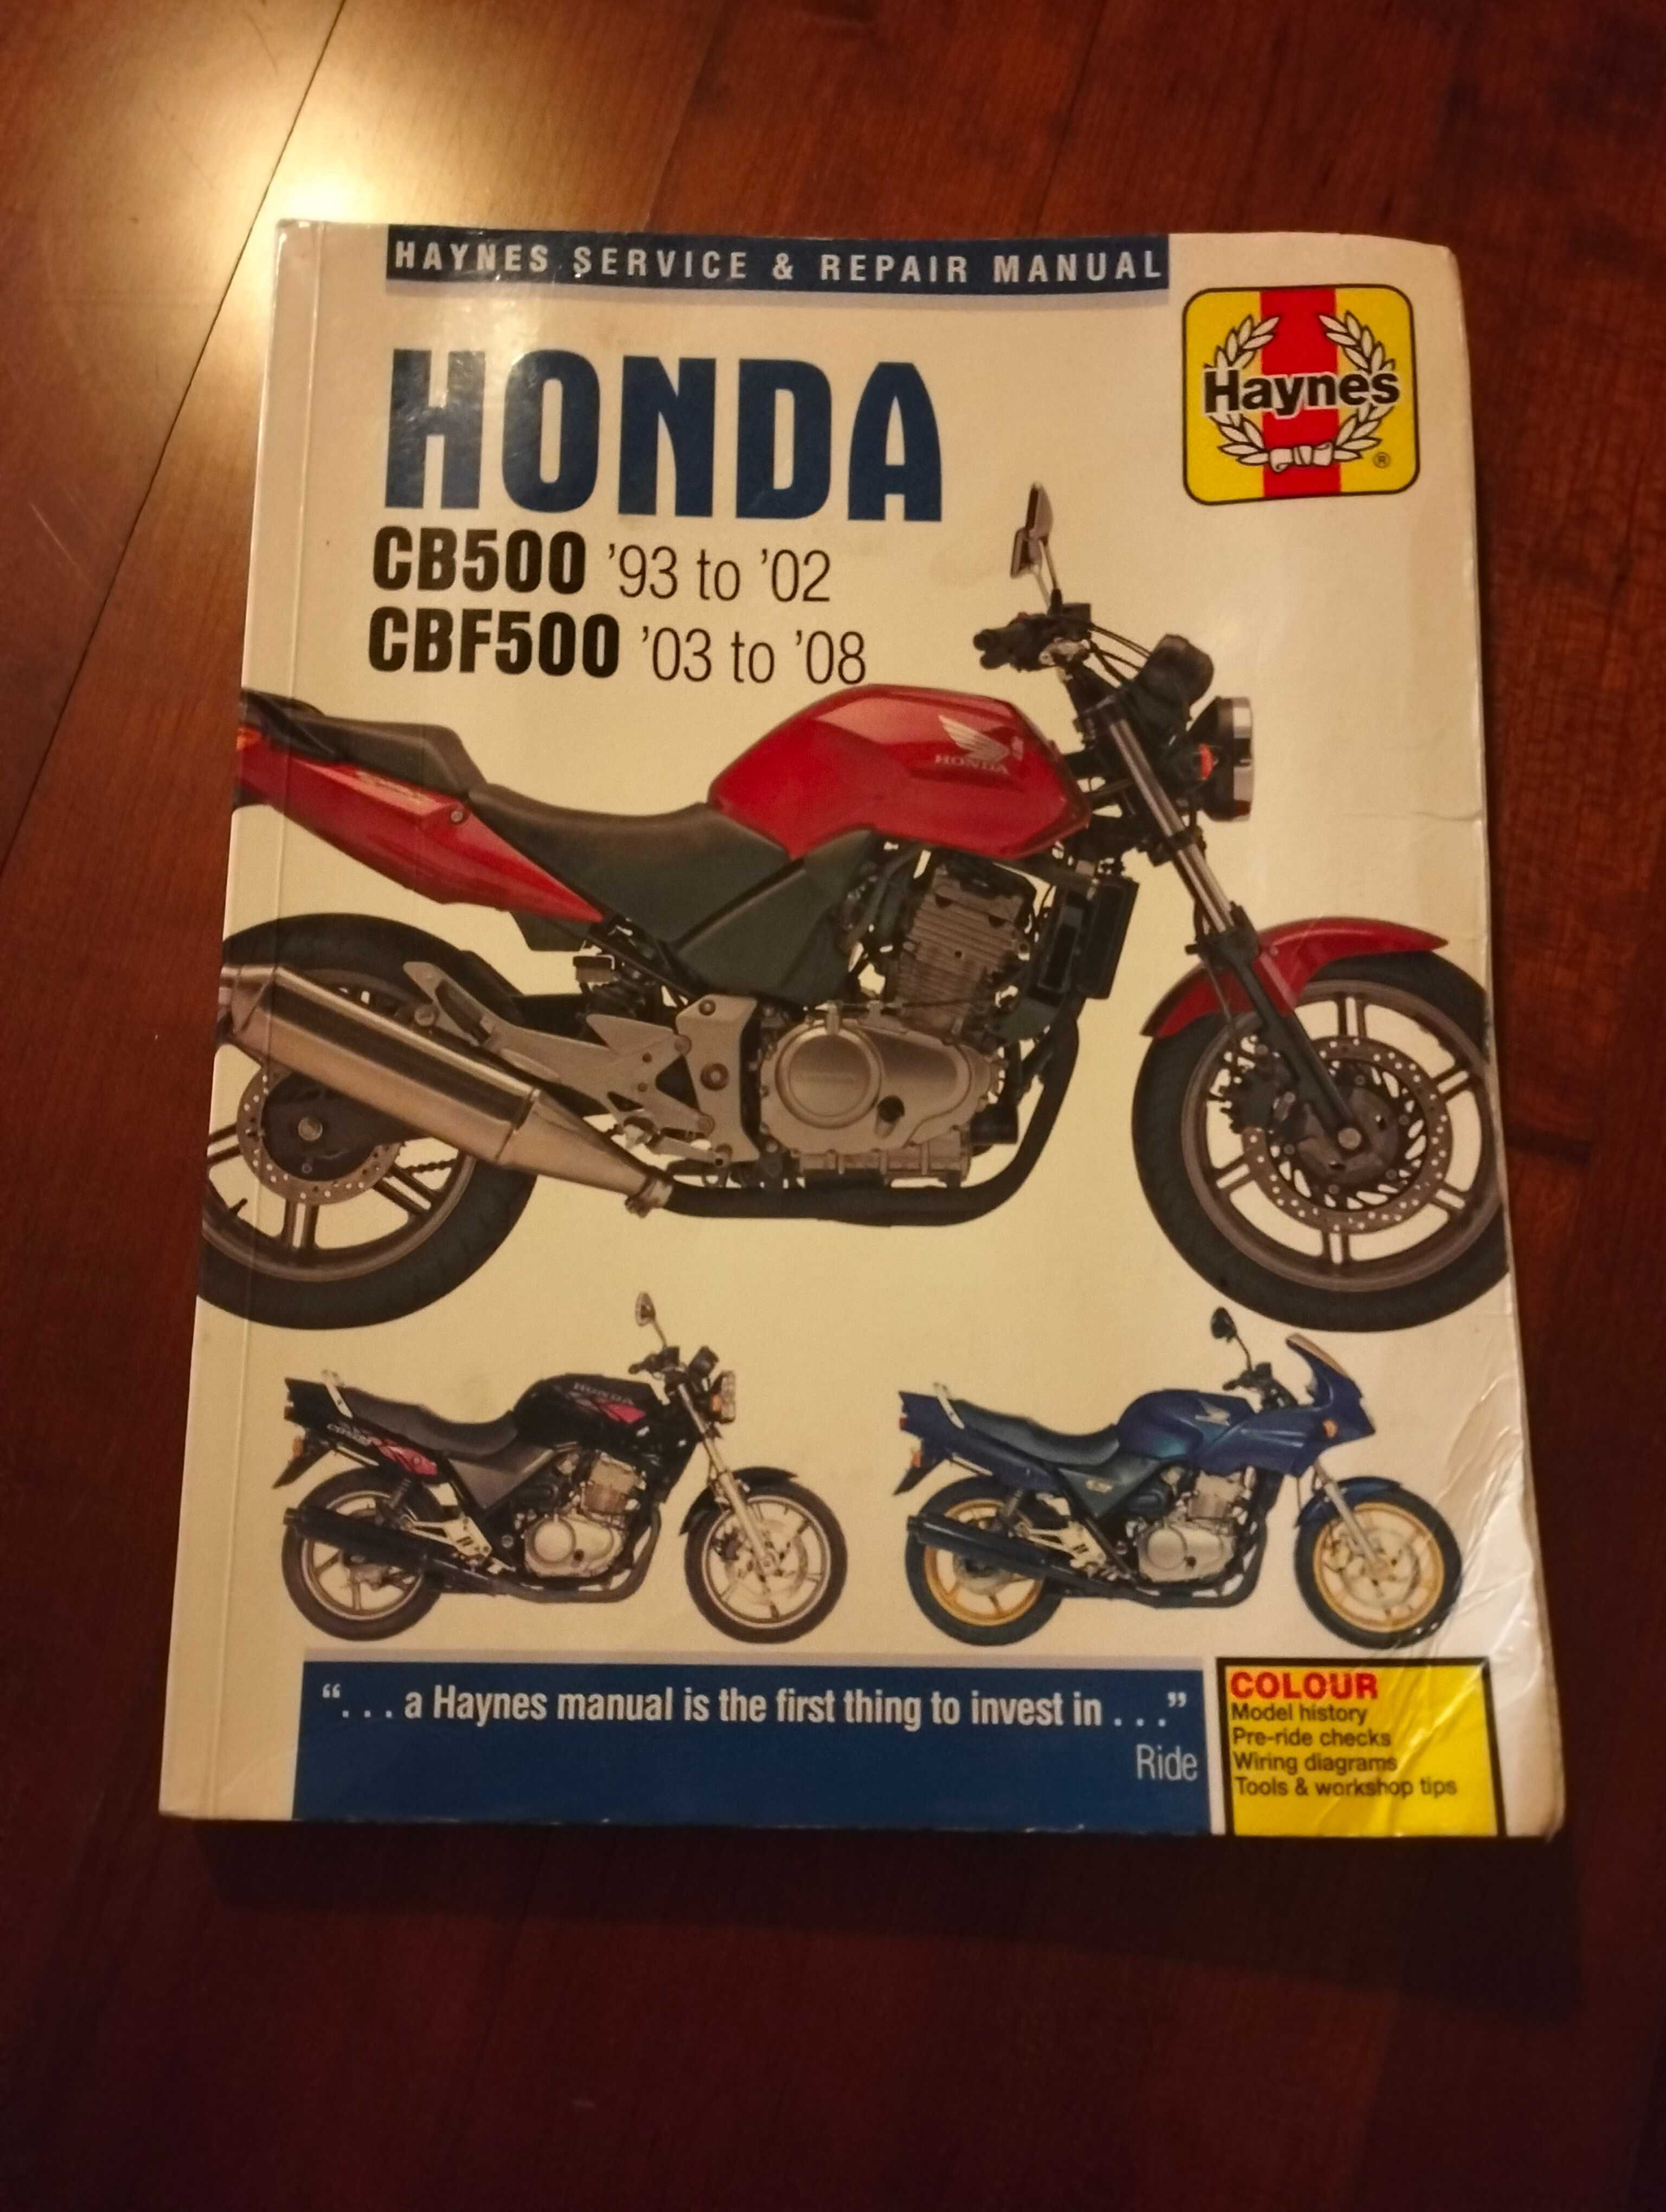 HAYNES SERVICE & REPAIR MANUAL
Haynes
®
HONDA
CB500 '93 to '02
CBF500 '03 to '08
HONDA
HONDA
“. . . a Haynes manual is the first thing to invest in . . .”
Ride
COLOUR
Model history
Pre-ride checks
Wiring diagrams
Tools & workshop tips